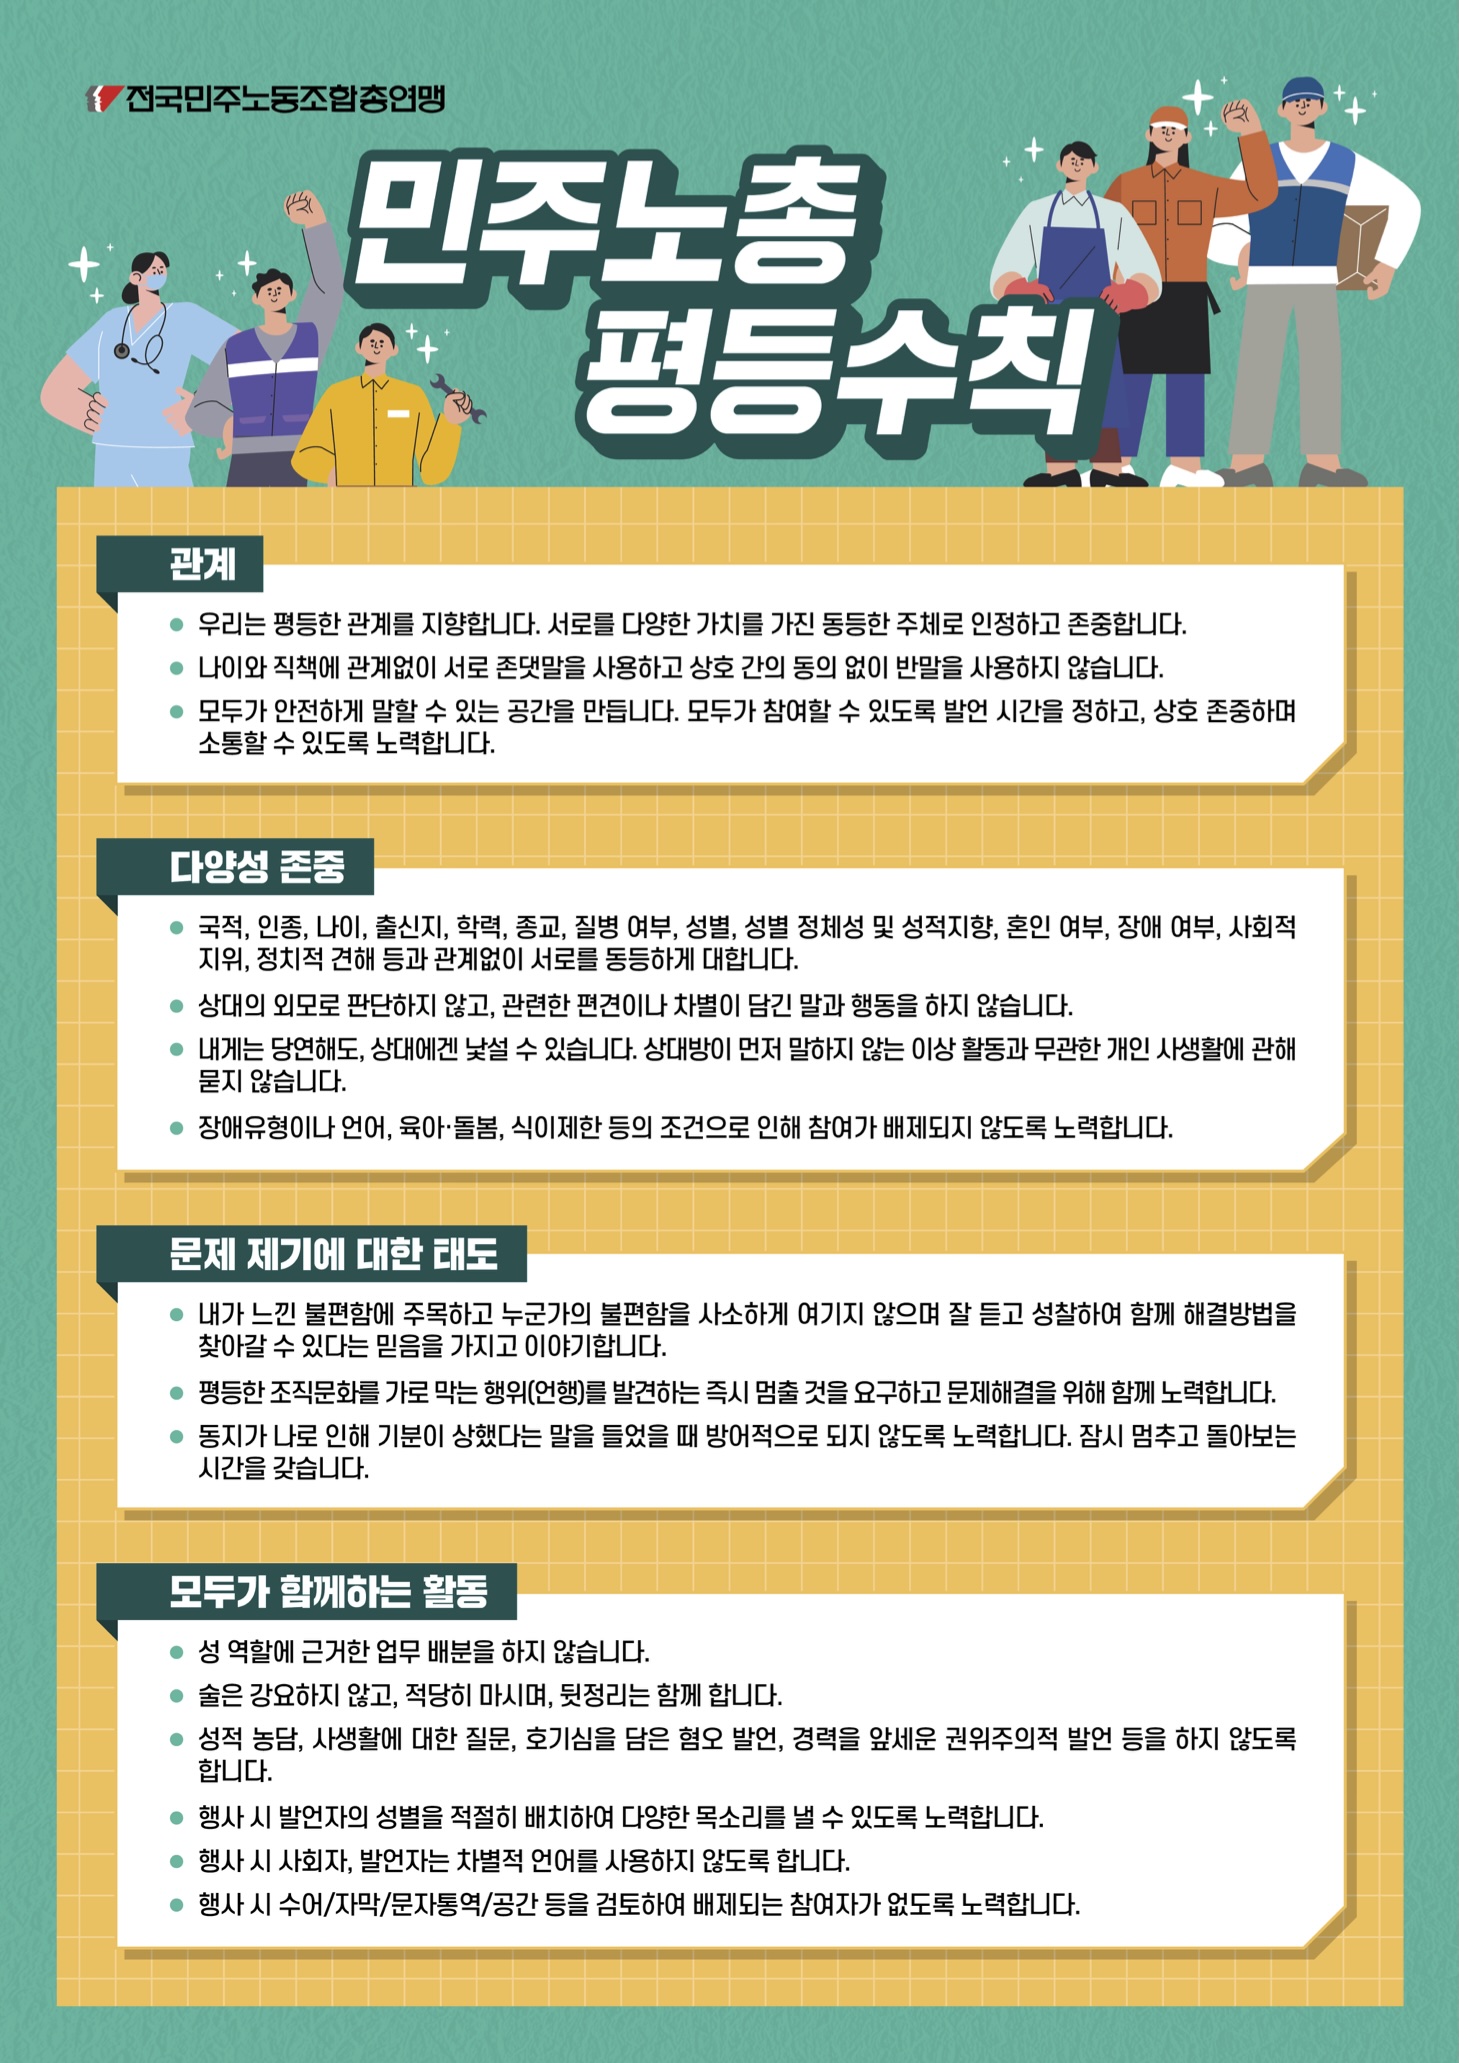 전국민주노동조합총연맹
민주노총
평등수칙
관계
우리는 평등한 관계를 지향합니다. 서로를 다양한 가치를 가진 동등한 주체로 인정하고 존중합니다.
나이와 직책에 관계없이 서로 존댓말을 사용하고 상호 간의 동의 없이 반말을 사용하지 않습니다.
모두가 안전하게 말할 수 있는 공간을 만듭니다. 모두가 참여할 수 있도록 발언 시간을 정하고, 상호 존중하며
소통할 수 있도록 노력합니다.
다양성 존중
국적, 인종, 나이, 출신지, 학력, 종교, 질병 여부, 성별, 성별 정체성 및 성적지향, 혼인 여부, 장애 여부, 사회적
지위, 정치적 견해 등과 관계없이 서로를 동등하게 대합니다.
상대의 외모로 판단하지 않고, 관련한 편견이나 차별이 담긴 말과 행동을 하지 않습니다.
내게는 당연해도, 상대에겐 낯설 수 있습니다. 상대방이 먼저 말하지 않는 이상 활동과 무관한 개인 사생활에 관해
묻지 않습니다.
장애유형이나 언어, 육아·돌봄, 식이제한 등의 조건으로 인해 참여가 배제되지 않도록 노력합니다.
문제 제기에 대한 태도
내가 느낀 불편함에 주목하고 누군가의 불편함을 사소하게 여기지 않으며 잘 듣고 성찰하여 함께 해결방법을
찾아갈 수 있다는 믿음을 가지고 이야기합니다.
평등한 조직문화를 가로 막는 행위(언행)를 발견하는 즉시 멈출 것을 요구하고 문제해결을 위해 함께 노력합니다.
동지가 나로 인해 기분이 상했다는 말을 들었을 때 방어적으로 되지 않도록 노력합니다. 잠시 멈추고 돌아보는
시간을 갖습니다.
모두가 함께하는 활동
성 역할에 근거한 업무 배분을 하지 않습니다.
술은 강요하지 않고, 적당히 마시며, 뒷정리는 함께 합니다.
성적 농담, 사생활에 대한 질문, 호기심을 담은 혐오 발언, 경력을 앞세운 권위주의적 발언 등을 하지 않도록
합니다.
행사 시 발언자의 성별을 적절히 배치하여 다양한 목소리를 낼 수 있도록 노력합니다.
행사 시 사회자, 발언자는 차별적 언어를 사용하지 않도록 합니다.
행사 시 수어/자막/문자통역/공간 등을 검토하여 배제되는 참여자가 없도록 노력합니다.